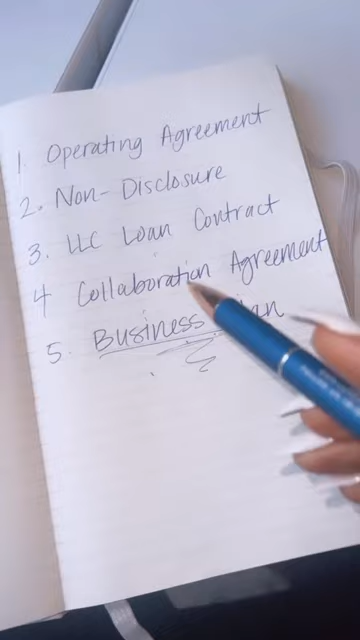 1. Operating Agreement
2. Non-Disclosure
3. LLC Loan Contract
4 Collaboration Agreement
5. Business